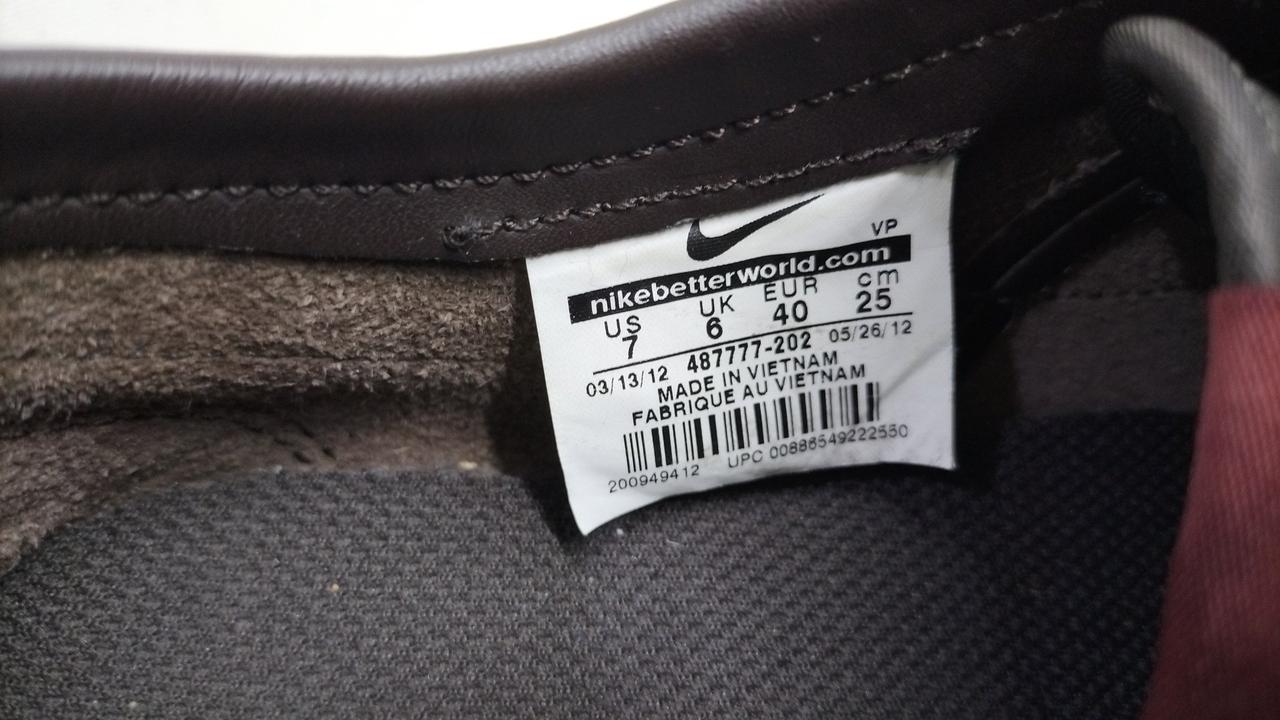 VP
nikebetterworld.com
US UK EUR cm
7 6 40 25
03/13/12 487777-202 05/26/12
MADE IN VIETNAM
FABRIQUE AU VIETNAM
200949412 UPC 00886549222550